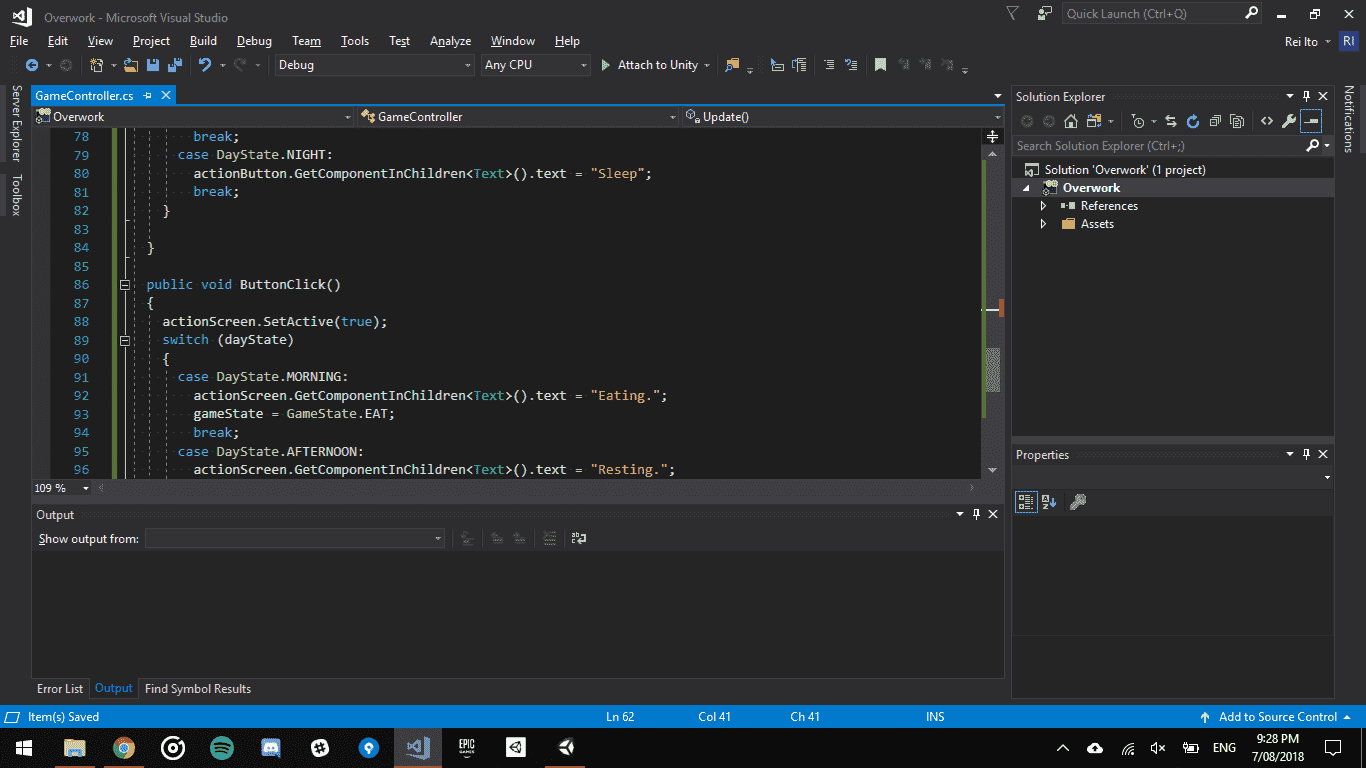 Overwork - Microsoft Visual Studio
Quick Launch (Ctrl+Q)
File Edit View Project Build Debug Team Tools Test Analyze Window Help
Rei Ito RI
Debug Any CPU Attach to Unity
Server Explorer
Toolbox
GameController.cs
Overwork GameController Update()
78 break;
79 case DayState.NIGHT:
80 actionButton.GetComponentInChildren<Text>().text = "Sleep";
81 break;
82 }
83
84 }
85
86 public void ButtonClick()
87 {
88 actionScreen.SetActive(true);
89 switch (dayState)
90 {
91 case DayState.MORNING:
92 actionScreen.GetComponentInChildren<Text>().text = "Eating.";
93 gameState = GameState.EAT;
94 break;
95 case DayState.AFTERNOON:
96 actionScreen.GetComponentInChildren<Text>().text = "Resting.";
109 %
Output
Show output from:
Error List Output Find Symbol Results
Solution Explorer
Search Solution Explorer (Ctrl+;)
Solution 'Overwork' (1 project)
Overwork
References
Assets
Properties
Notifications
Item(s) Saved Ln 62 Col 41 Ch 41 INS Add to Source Control
EPIC GAMES
ENG
9:28 PM
7/08/2018